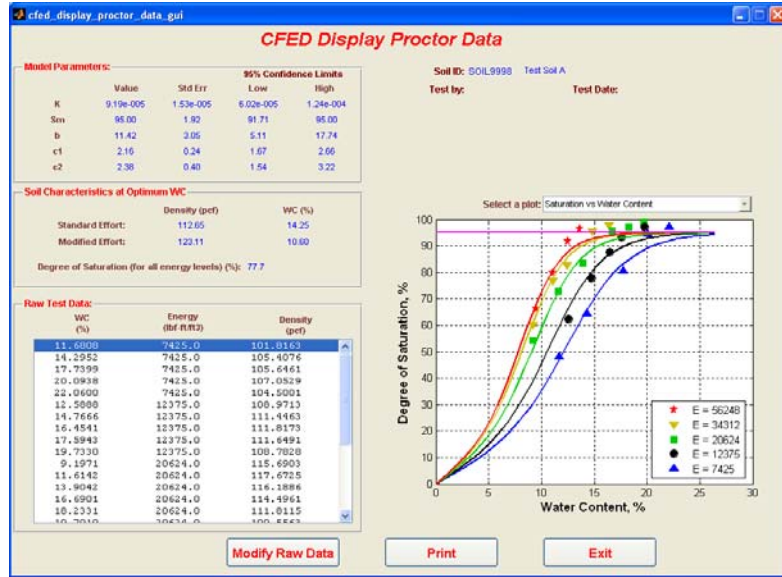 cfed_display_proctor_data_gui
CFED Display Proctor Data
Model Parameters:
95% Confidence Limits
Value Std Err Low High
K 9.19e-005 1.53e-005 6.02e-005 1.24e-004
Sm 95.00 1.92 91.71 95.00
b 11.42 3.05 5.11 17.74
c1 2.16 0.24 1.67 2.66
c2 2.38 0.40 1.54 3.22
Soil ID: SOIL9998 Test Soil A
Test by: Test Date:
Soil Characteristics at Optimum WC
Density (pcf) WC (%)
Standard Effort: 112.65 14.25
Modified Effort: 123.11 10.60
Degree of Saturation (for all energy levels) (%): 77.7
Raw Test Data:
WC (%) Energy (lbf-ft/ft3) Density (pcf)
11.6808 7425.0 101.8163
14.2952 7425.0 105.4076
17.7399 7425.0 105.6461
20.0938 7425.0 107.0529
22.0600 7425.0 104.5001
12.5888 12375.0 108.9713
14.7666 12375.0 111.4463
16.4541 12375.0 111.8173
17.5943 12375.0 111.6491
19.7330 12375.0 108.7828
9.1971 20624.0 115.6903
11.6142 20624.0 117.6725
13.9042 20624.0 116.1886
16.6901 20624.0 114.4961
18.2331 20624.0 111.8115
Select a plot: Saturation vs Water Content
Degree of Saturation, %
100
90
80
70
60
50
40
30
20
10
0
0 5 10 15 20 25 30
Water Content, %
E = 56248
E = 34312
E = 20624
E = 12375
E = 7425
Modify Raw Data
Print
Exit